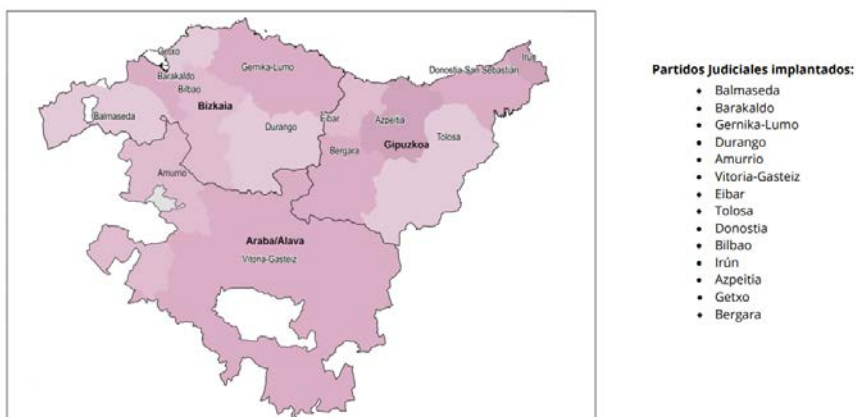 Getxo
Gernika-Lumo
Barakaldo
Bilbao
Bizkaia
Balmaseda
Durango
Amurrio
Donostia-San Sebastián
Irún
Eibar
Azpeitia
Tolosa
Bergara
Gipuzkoa
Araba/Álava
Vitoria-Gasteiz
Partidos Judiciales implantados:
• Balmaseda
• Barakaldo
• Gernika-Lumo
• Durango
• Amurrio
• Vitoria-Gasteiz
• Eibar
• Tolosa
• Donostia
• Bilbao
• Irún
• Azpeitia
• Getxo
• Bergara